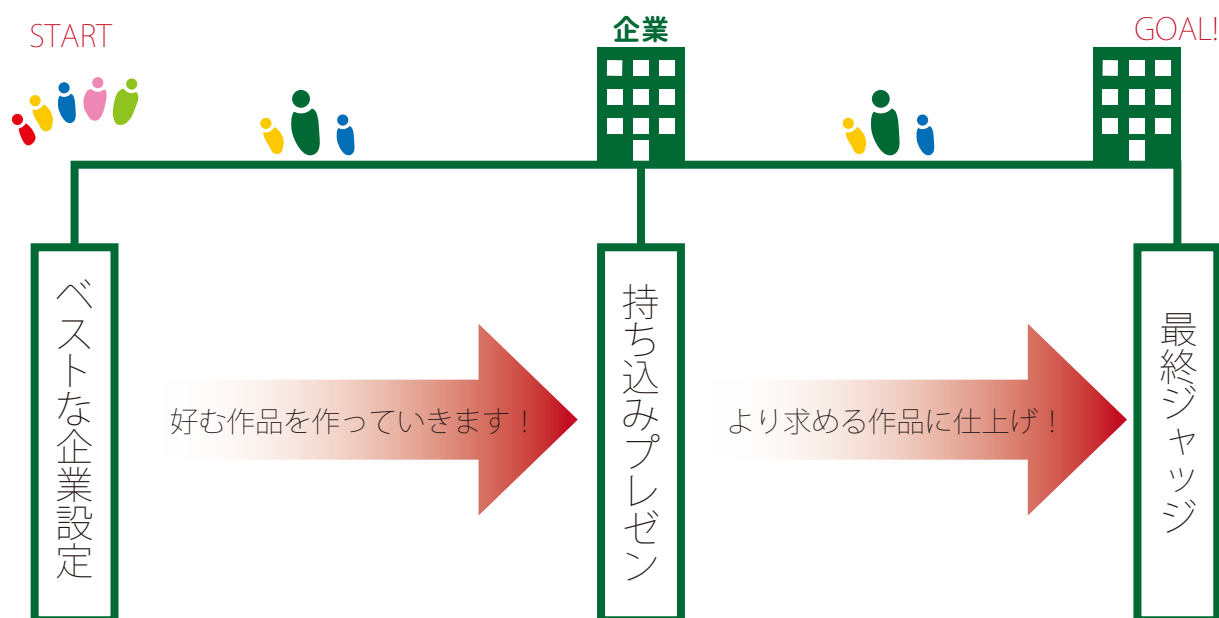 START
企業
GOAL!
ベストな企業設定
好む作品を作っていきます！
持ち込みプレゼン
より求める作品に仕上げ！
最終ジャッジ